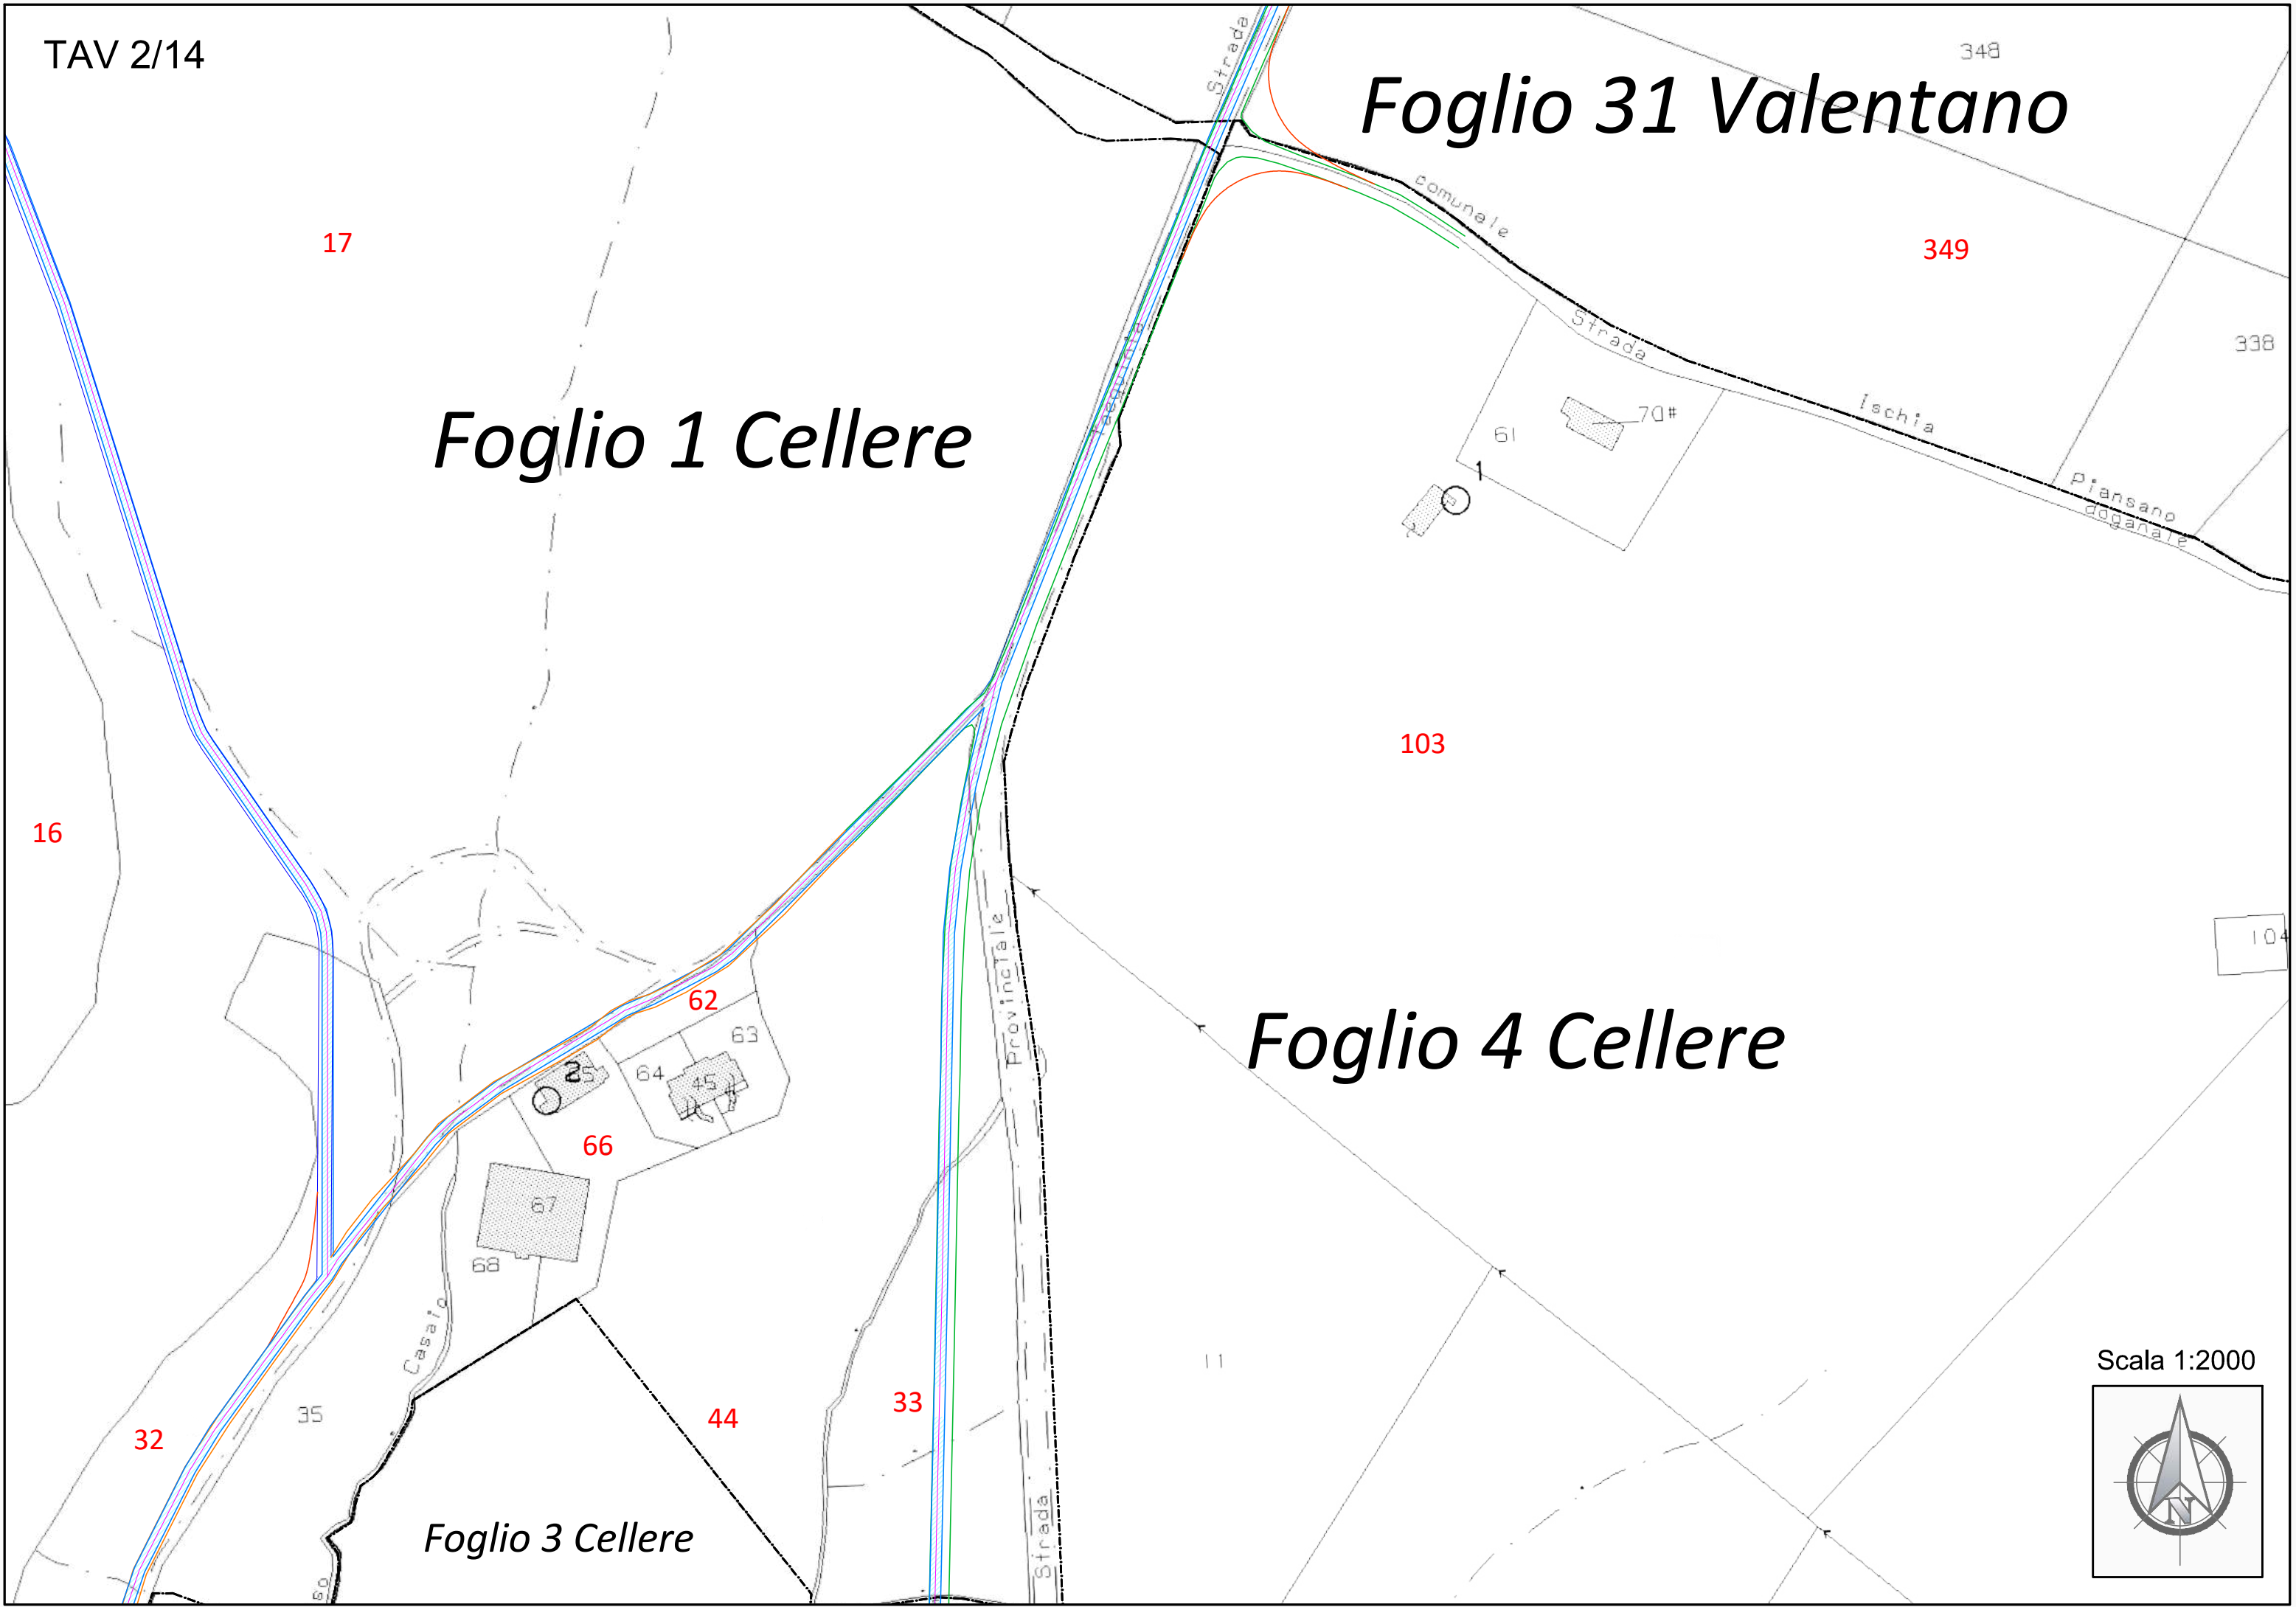 TAV 2/14
Strada
348
Foglio 31 Valentano
17
comunale
349
Strada
338
Foglio 1 Cellere
70#
Ischia
61
1
Piansano
doganale
103
16
104
Provinciale
62
63
Foglio 4 Cellere
2
64
45
66
67
68
Casaio
11
Scala 1:2000
33
35
44
32
N
Foglio 3 Cellere
Strada
so